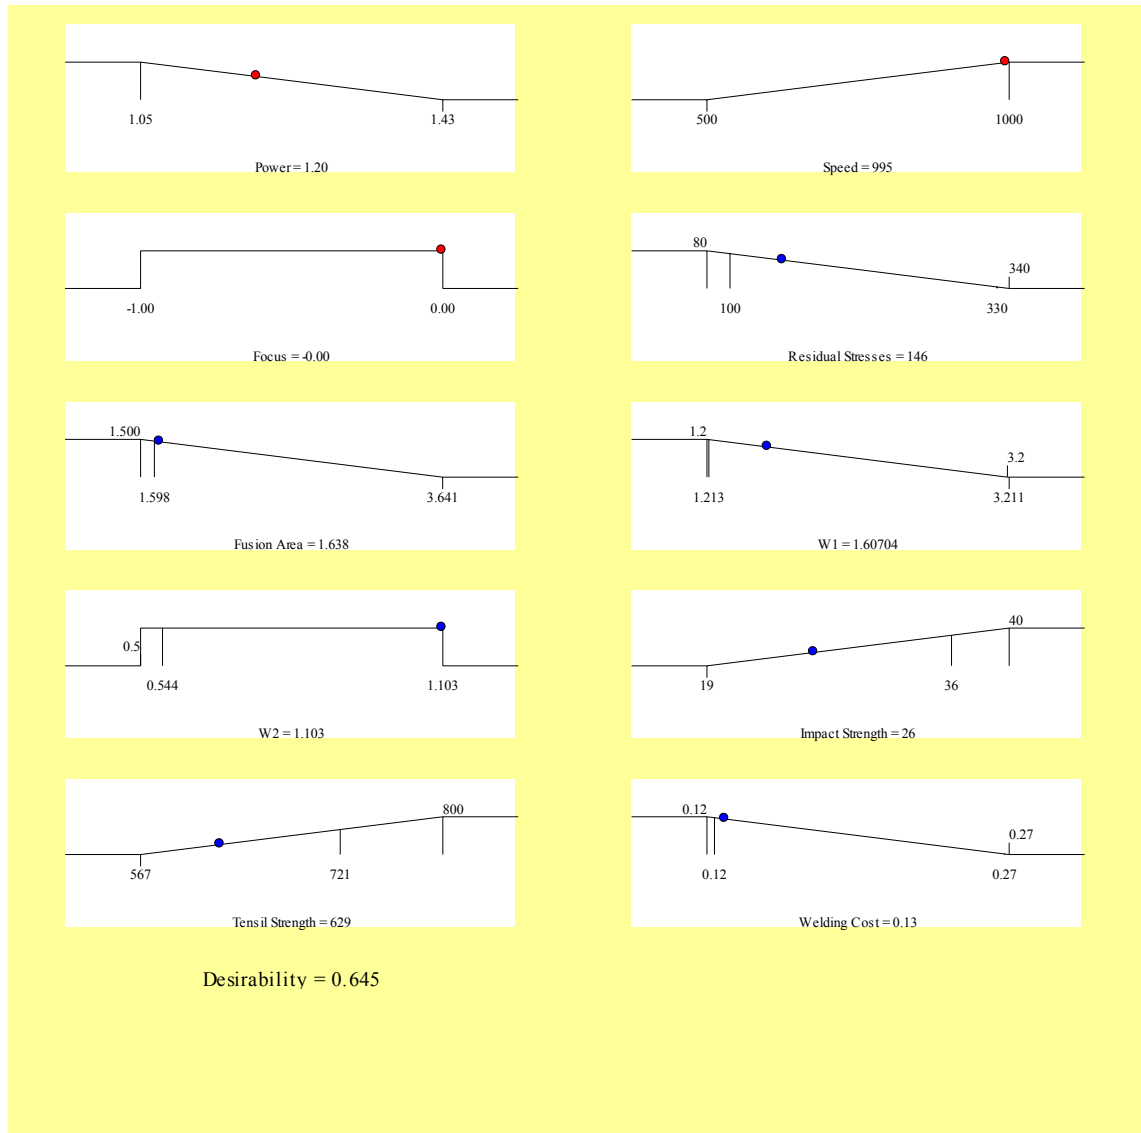 1.05 1.43
Power = 1.20
500 1000
Speed = 995
-1.00 0.00
Focus = -0.00
80
340
100 330
Residual Stresses = 146
1.500
1.598 3.641
Fusion Area = 1.638
1.2
3.2
1.213 3.211
W1 = 1.60704
0.5
0.544 1.103
W2 = 1.103
40
19 36
Impact Strength = 26
800
567 721
Tensil Strength = 629
0.12
0.27
0.12 0.27
Welding Cost = 0.13
Desirability = 0.645